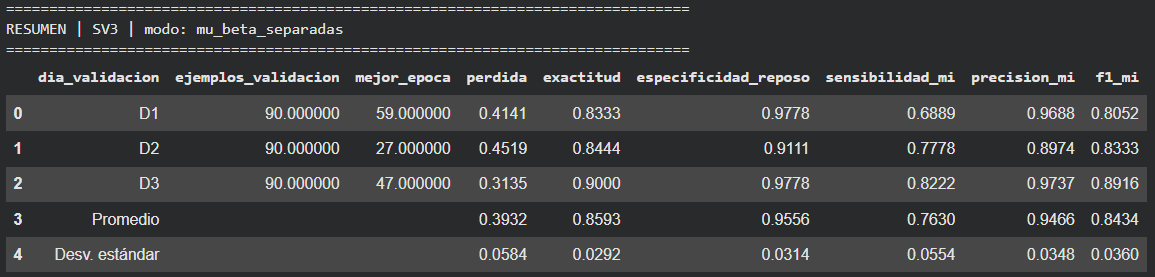 ===============================================================================
RESUMEN | SV3 | modo: mu_beta_separadas
===============================================================================
dia_validacion ejemplos_validacion mejor_epoca perdida exactitud especificidad_reposo sensibilidad_mi precision_mi f1_mi
0 D1 90.000000 59.000000 0.4141 0.8333 0.9778 0.6889 0.9688 0.8052
1 D2 90.000000 27.000000 0.4519 0.8444 0.9111 0.7778 0.8974 0.8333
2 D3 90.000000 47.000000 0.3135 0.9000 0.9778 0.8222 0.9737 0.8916
3 Promedio 0.3932 0.8593 0.9556 0.7630 0.9466 0.8434
4 Desv. estándar 0.0584 0.0292 0.0314 0.0554 0.0348 0.0360